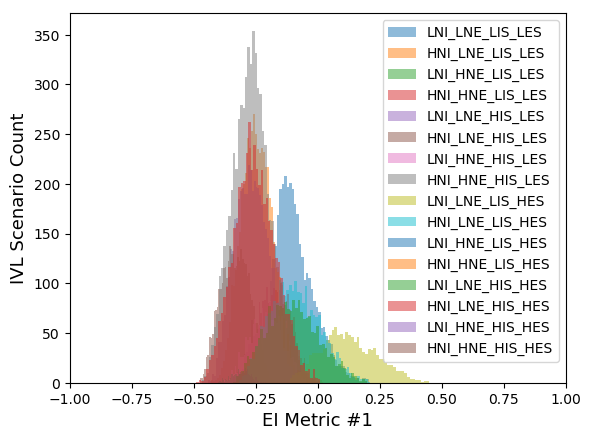 IVL Scenario Count
350
300
250
200
150
100
50
0
LNI_LNE_LIS_LES
HNI_LNE_LIS_LES
LNI_HNE_LIS_LES
HNI_HNE_LIS_LES
LNI_LNE_HIS_LES
HNI_LNE_HIS_LES
LNI_HNE_HIS_LES
HNI_HNE_HIS_LES
LNI_LNE_LIS_HES
HNI_LNE_LIS_HES
LNI_HNE_LIS_HES
HNI_HNE_LIS_HES
LNI_LNE_HIS_HES
HNI_LNE_HIS_HES
LNI_HNE_HIS_HES
HNI_HNE_HIS_HES
−1.00 −0.75 −0.50 −0.25 0.00 0.25 0.50 0.75 1.00
EI Metric #1